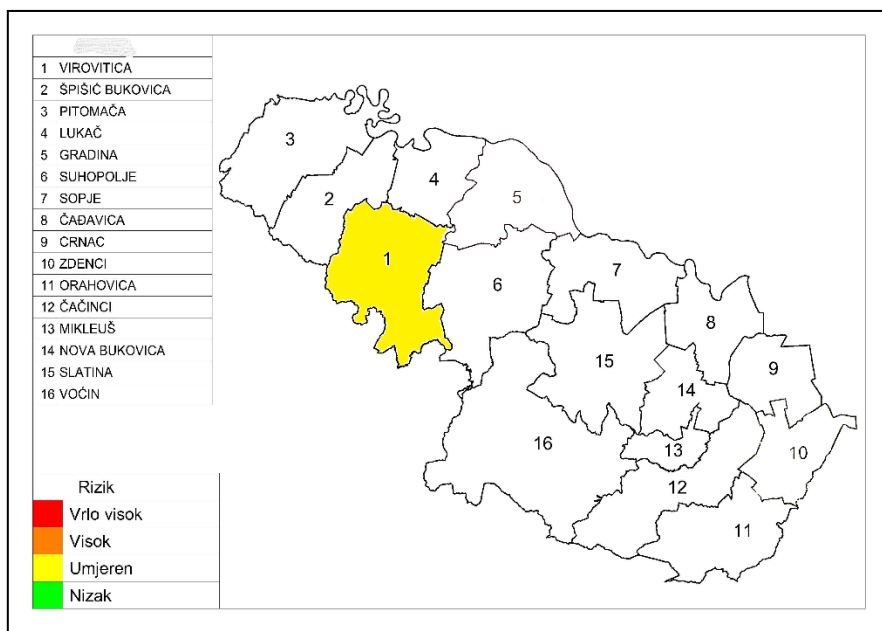 1 VIROVITICA
2 ŠPIŠIĆ BUKOVICA
3 PITOMAČA
4 LUKAČ
5 GRADINA
6 SUHOPOLJE
7 SOPJE
8 ČAĐAVICA
9 CRNAC
10 ZDENCI
11 ORAHOVICA
12 ČAČINCI
13 MIKLEUŠ
14 NOVA BUKOVICA
15 SLATINA
16 VOĆIN
Rizik
Vrlo visok
Visok
Umjeren
Nizak
3
4
2
5
1
7
6
8
15
9
14
16
13
10
12
11